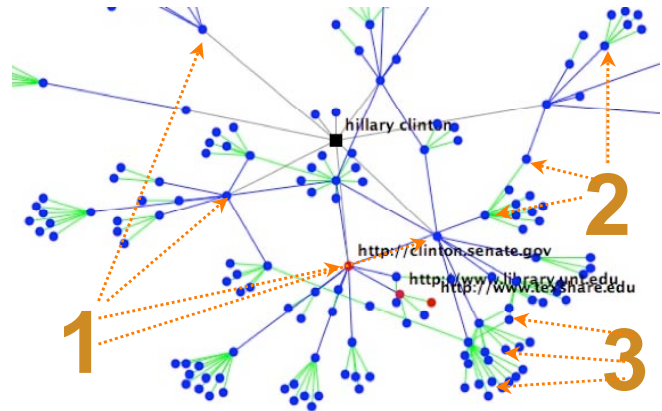 hillary clinton
2
http://clinton.senate.gov
http://www.library.unt.edu
http://www.texshare.edu
1
3